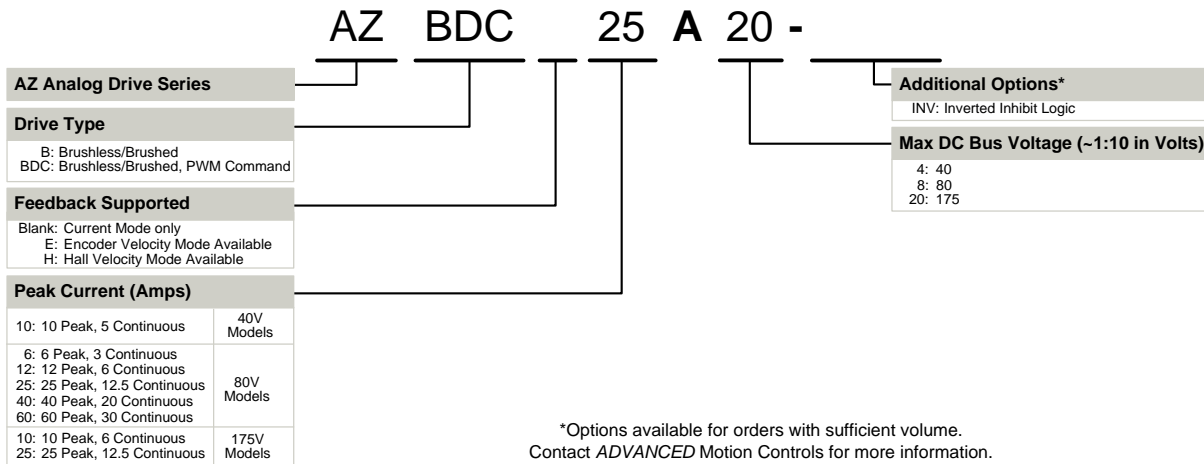 AZ BDC 25 A 20 -
AZ Analog Drive Series
Drive Type
B: Brushless/Brushed
BDC: Brushless/Brushed, PWM Command
Feedback Supported
Blank: Current Mode only
E: Encoder Velocity Mode Available
H: Hall Velocity Mode Available
Peak Current (Amps)
10: 10 Peak, 5 Continuous
40V
Models
6: 6 Peak, 3 Continuous
12: 12 Peak, 6 Continuous
25: 25 Peak, 12.5 Continuous
40: 40 Peak, 20 Continuous
60: 60 Peak, 30 Continuous
80V
Models
10: 10 Peak, 6 Continuous
25: 25 Peak, 12.5 Continuous
175V
Models
Additional Options*
INV: Inverted Inhibit Logic
Max DC Bus Voltage (~1:10 in Volts)
4: 40
8: 80
20: 175
*Options available for orders with sufficient volume.
Contact ADVANCED Motion Controls for more information.